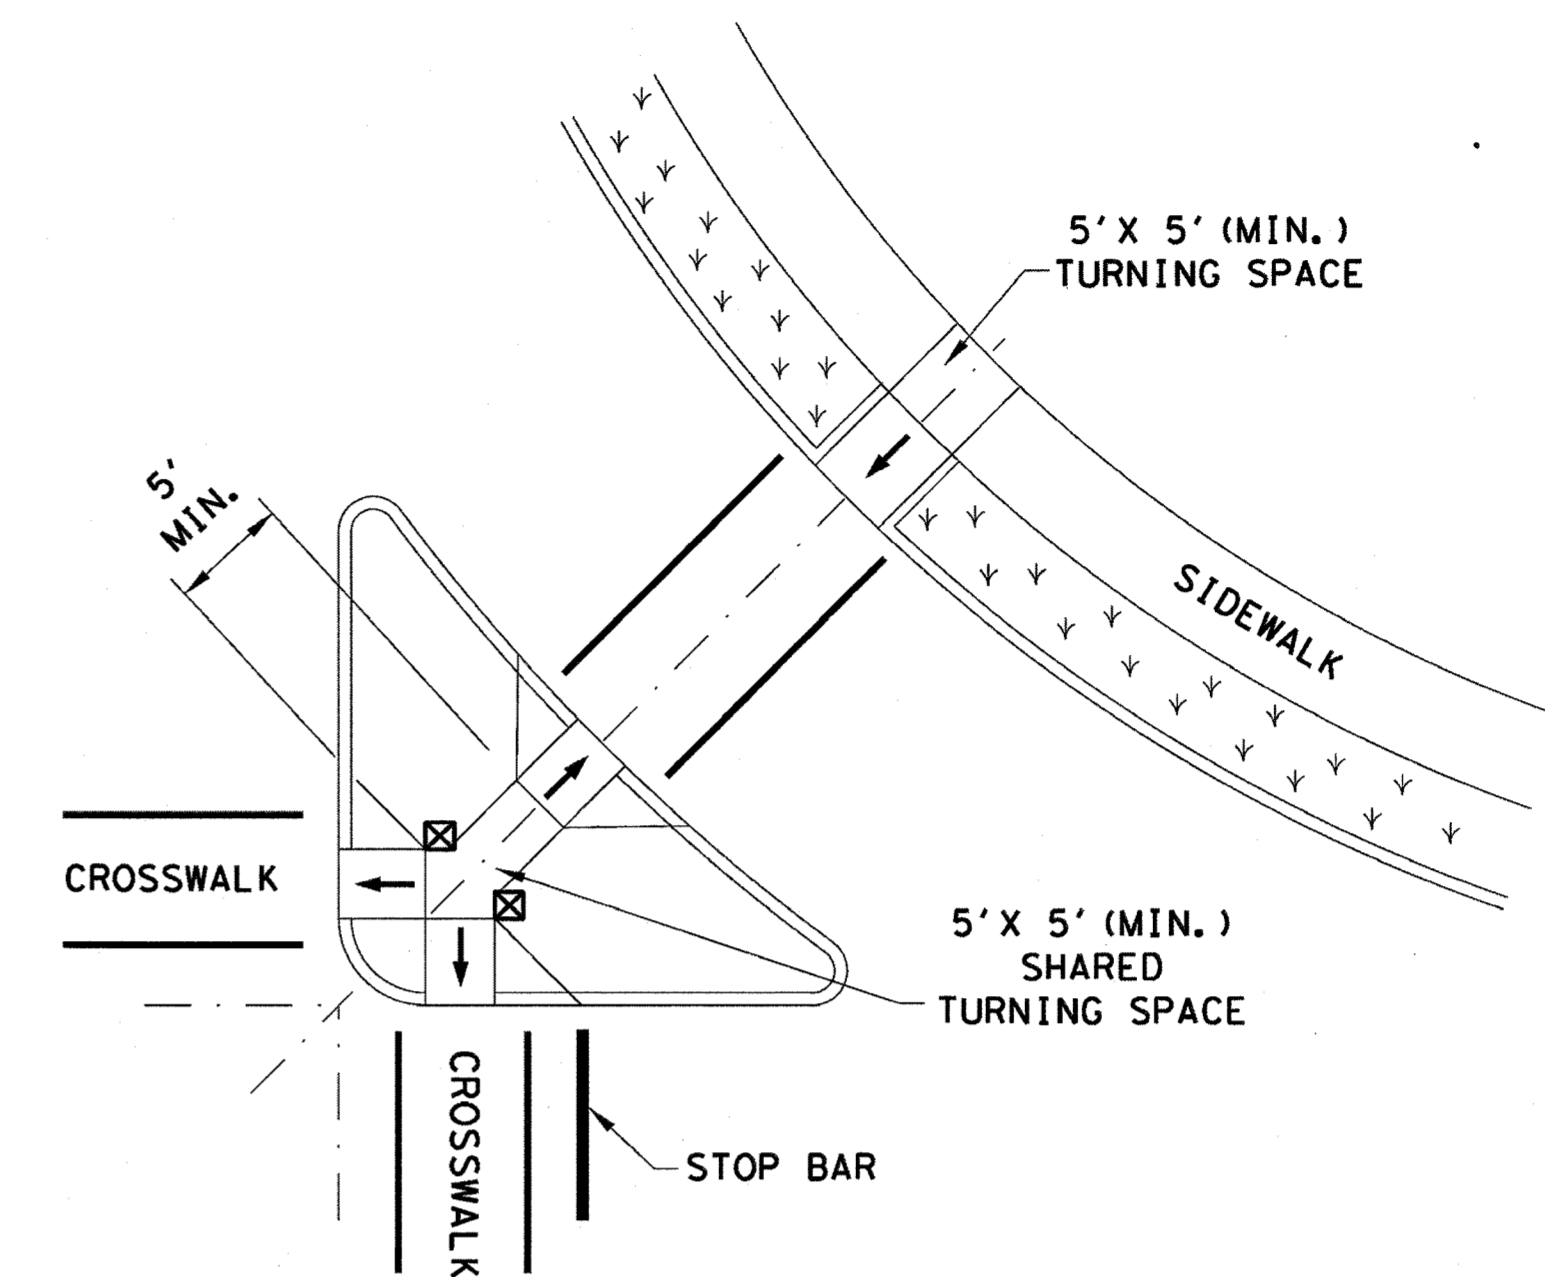 5'X 5' (MIN.)
TURNING SPACE
5'
MIN.
SIDEWALK
CROSSWALK
5'X 5' (MIN.)
SHARED
TURNING SPACE
CROSSWALK
STOP BAR